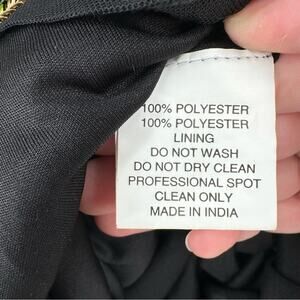 100% POLYESTER
100% POLYESTER
LINING
DO NOT WASH
DO NOT DRY CLEAN
PROFESSIONAL SPOT
CLEAN ONLY
MADE IN INDIA